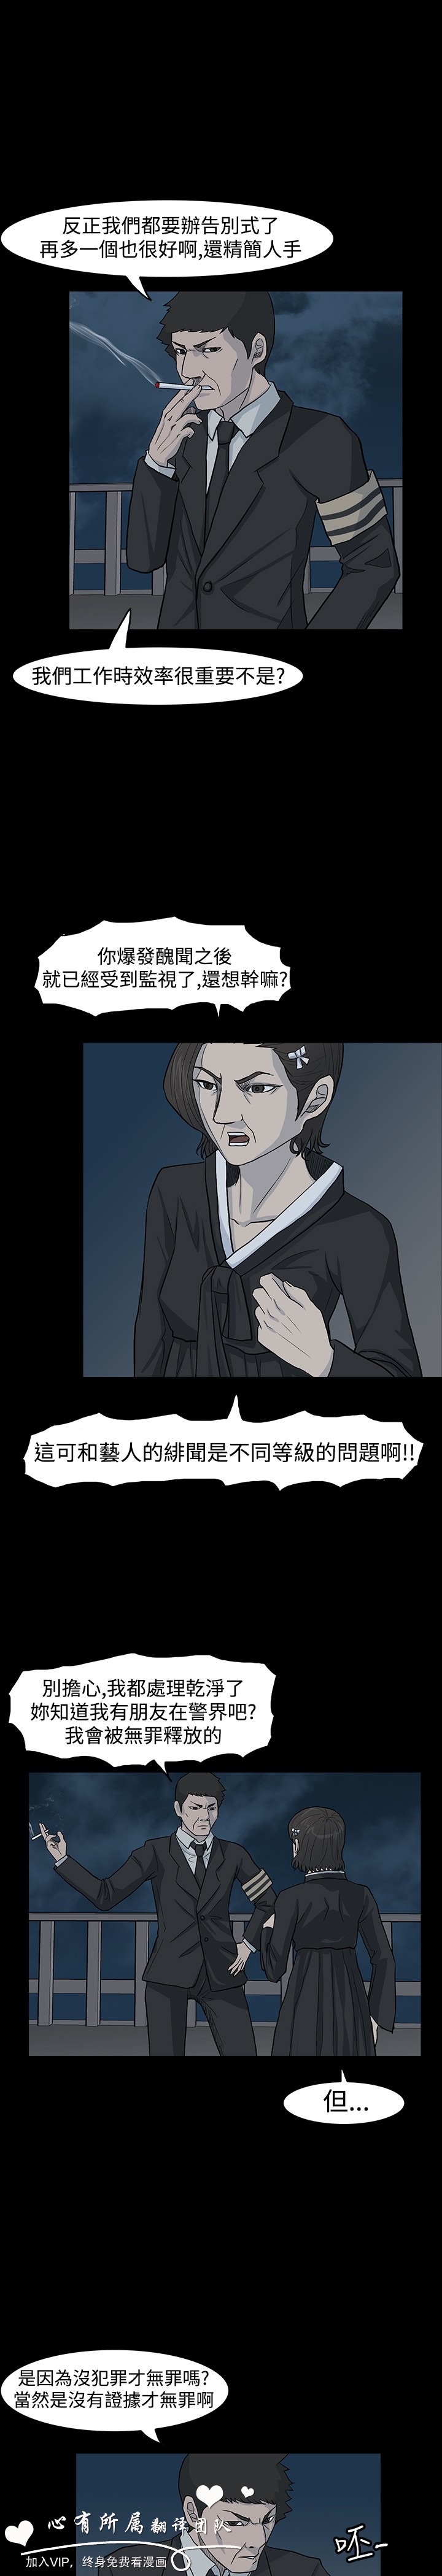 反正我們都要辦告別式了
再多一個也很好啊,還精簡人手
我們工作時效率很重要不是?
你爆發醜聞之後
就已經受到監視了,還想幹嘛?
這可和藝人的緋聞是不同等級的問題啊!!
別擔心,我都處理乾淨了
妳知道我有朋友在警界吧?
我會被無罪釋放的
但...
是因為沒犯罪才無罪嗎?
當然是沒有證據才無罪啊
呸-
心有所属翻译团队
加入VIP，终身免费看漫画